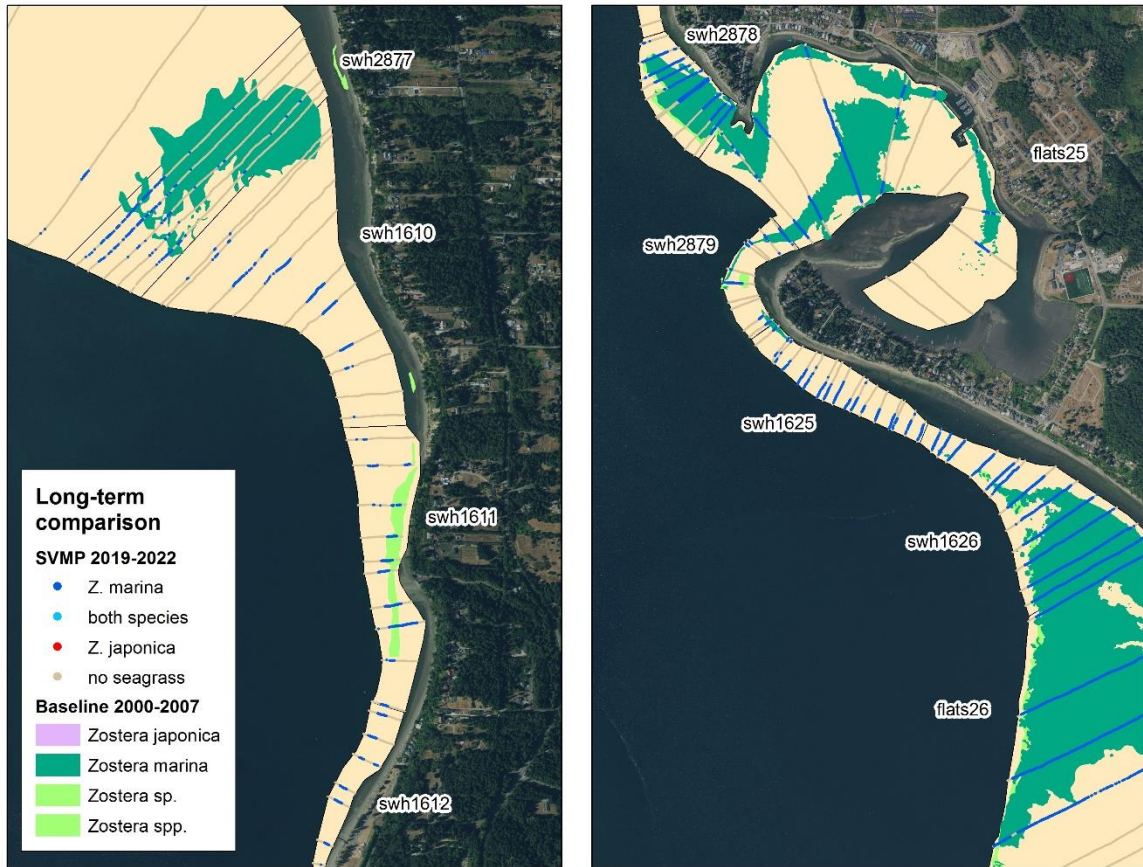 swh2877
swh1610
swh1611
swh1612
Long-term
comparison
SVMP 2019-2022
Z. marina
both species
Z. japonica
no seagrass
Baseline 2000-2007
Zostera japonica
Zostera marina
Zostera sp.
Zostera spp.
swh2878
flats25
swh2879
swh1625
swh1626
flats26